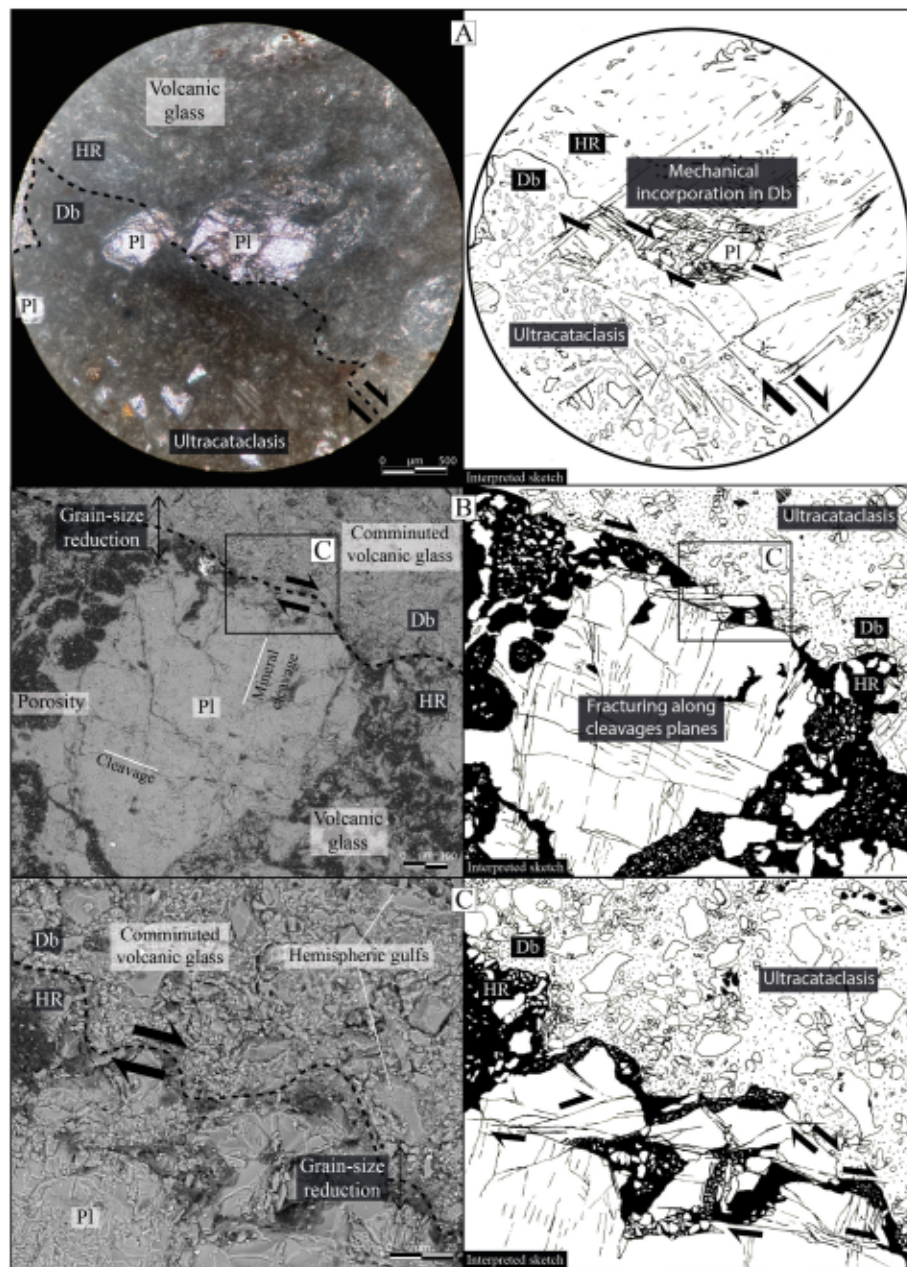 A
Volcanic
glass
HR
Db
Pl
Pl
Pl
Ultracataclasis
0 µm 500
HR
Db
Mechanical
incorporation in Db
Pl
Ultracataclasis
Interpreted sketch
B
Grain-size
reduction
C
Comminuted
volcanic glass
Db
Mineral
cleavage
Porosity
Pl
HR
Cleavage
Volcanic
glass
Ultracataclasis
C
Db
HR
Fracturing along
cleavages planes
Interpreted sketch
C
Db
Comminuted
volcanic glass
Hemispheric gulfs
HR
Grain-size
reduction
Pl
Db
HR
Ultracataclasis
Interpreted sketch